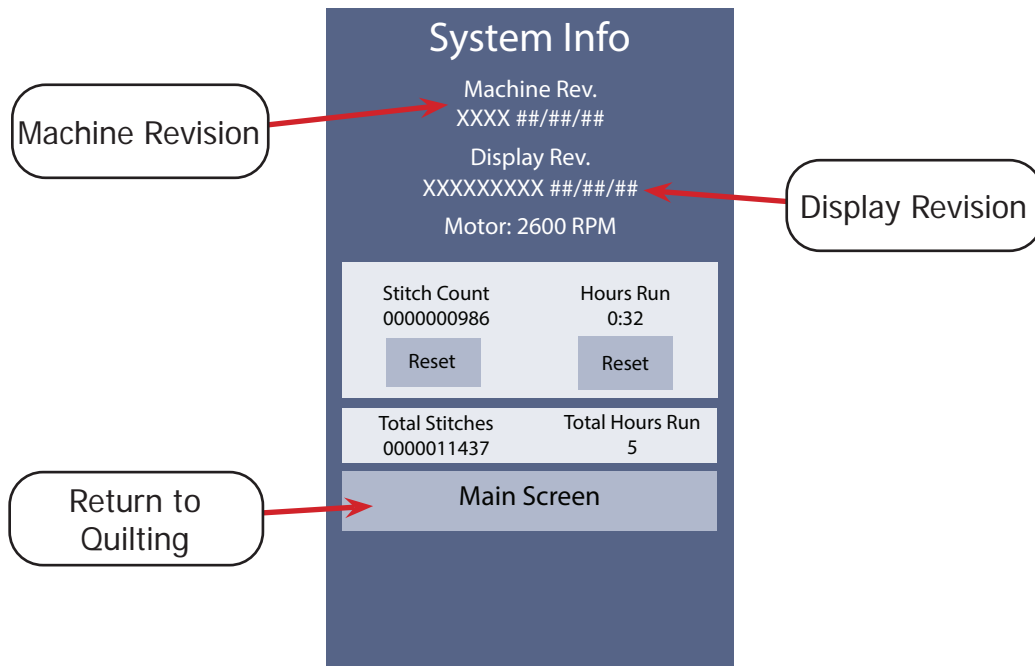 System Info
Machine Rev.
XXXX ##/##/##
Machine Revision
Display Rev.
XXXXXXXXX ##/##/##
Display Revision
Motor: 2600 RPM
Stitch Count
0000000986
Reset
Hours Run
0:32
Reset
Total Stitches
0000011437
Total Hours Run
5
Return to
Quilting
Main Screen